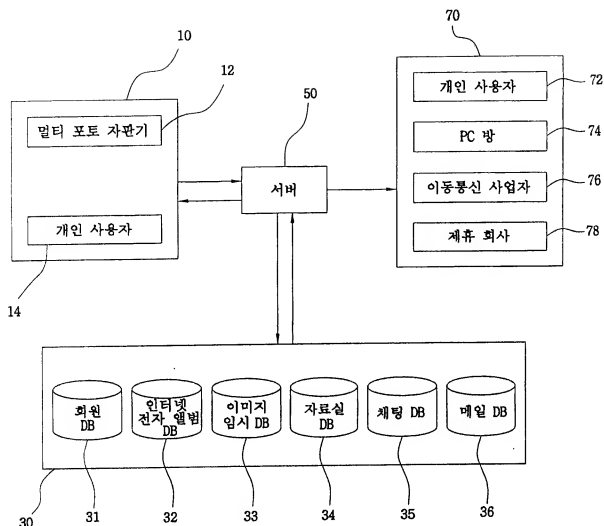 10
70
12
50
멀티 포토 자판기
개인 사용자
72
PC 방
74
서버
이동통신 사업자
76
개인 사용자
제휴 회사
78
14
회원
DB
인터넷
전자 앨범
DB
이미지
임시 DB
자료실
DB
채팅 DB
메일 DB
30
31
32
33
34
35
36